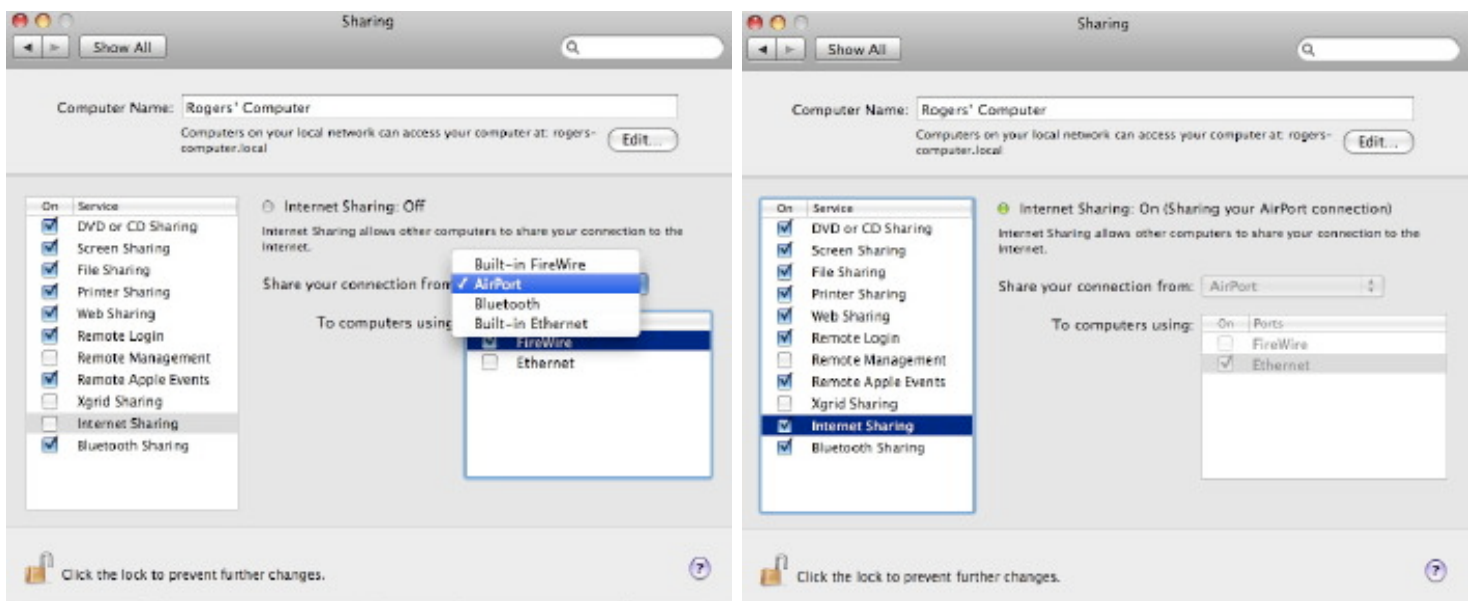 Sharing
Show All
Computer Name: Rogers' Computer
Computers on your local network can access your computer at: rogers-
computer.local
Edit...
On Service
DVD or CD Sharing
Screen Sharing
File Sharing
Printer Sharing
Web Sharing
Remote Login
Remote Management
Remote Apple Events
Xgrid Sharing
Internet Sharing
Bluetooth Sharing
Internet Sharing: Off
Internet Sharing allows other computers to share your connection to the
Internet.
Share your connection from
Built-in FireWire
✓ AirPort
Bluetooth
Built-in Ethernet
To computers using
FireWire
Ethernet
Click the lock to prevent further changes.
?
Sharing
Show All
Computer Name: Rogers' Computer
Computers on your local network can access your computer at: rogers-
computer.local
Edit...
On Service
DVD or CD Sharing
Screen Sharing
File Sharing
Printer Sharing
Web Sharing
Remote Login
Remote Management
Remote Apple Events
Xgrid Sharing
Internet Sharing
Bluetooth Sharing
Internet Sharing: On (Sharing your AirPort connection)
Internet Sharing allows other computers to share your connection to the
Internet.
Share your connection from: AirPort
To computers using:
On Ports
FireWire
Ethernet
Click the lock to prevent further changes.
?